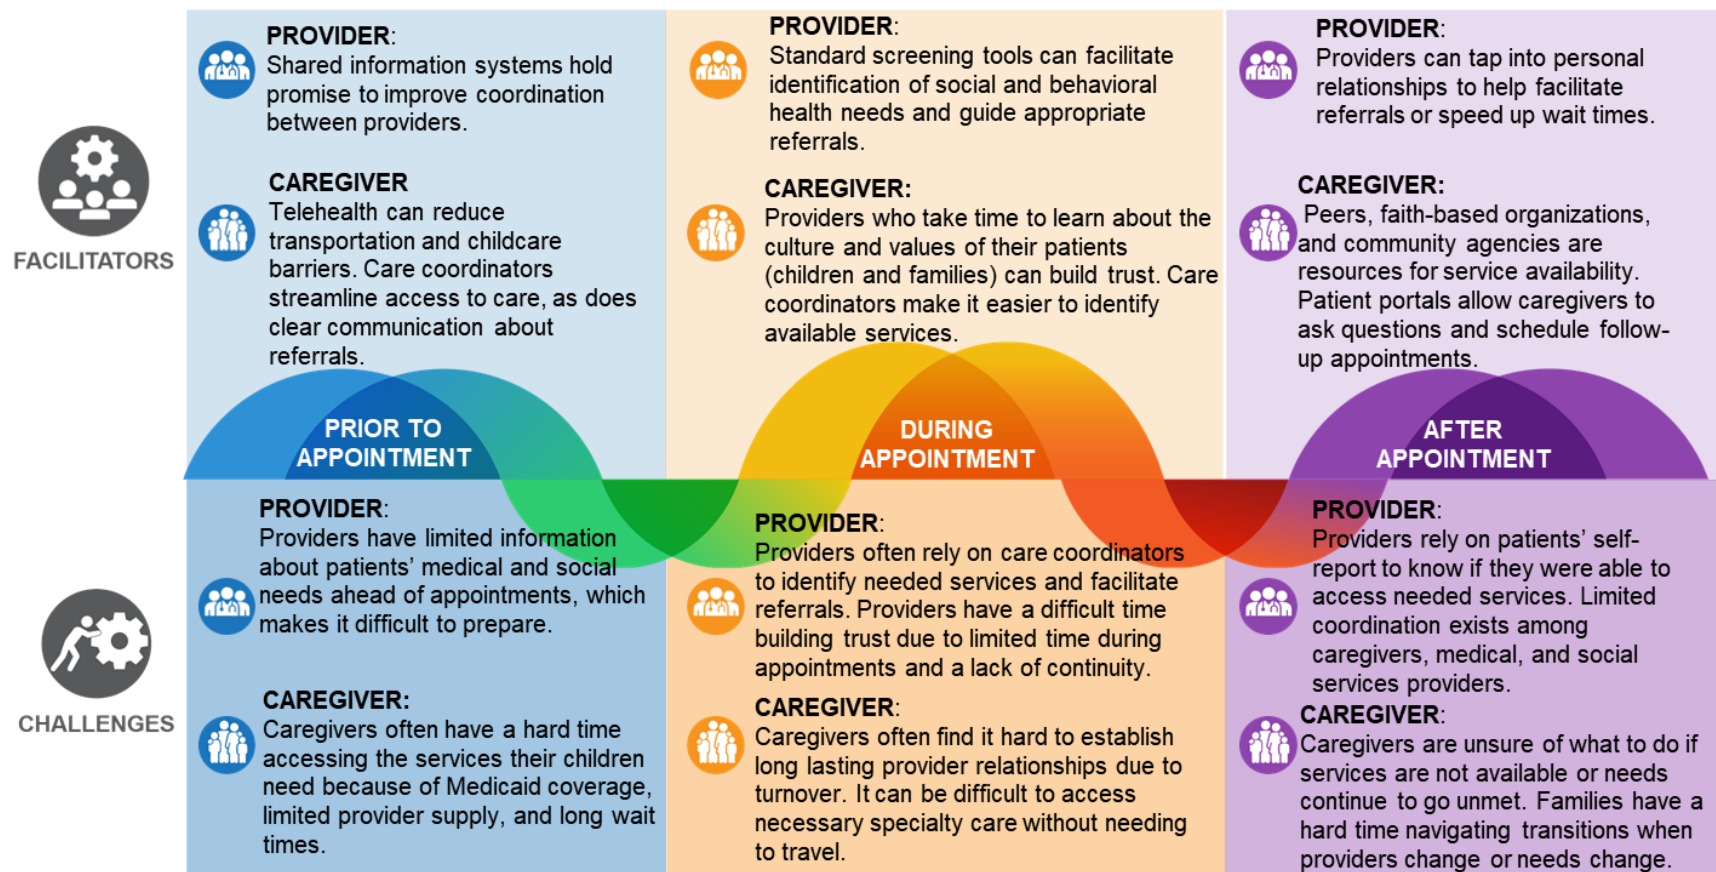 PROVIDER:
Shared information systems hold
promise to improve coordination
between providers.
CAREGIVER
Telehealth can reduce
transportation and childcare
barriers. Care coordinators
streamline access to care, as does
clear communication about
referrals.
PROVIDER:
Standard screening tools can facilitate
identification of social and behavioral
health needs and guide appropriate
referrals.
CAREGIVER:
Providers who take time to learn about the
culture and values of their patients
(children and families) can build trust. Care
coordinators make it easier to identify
available services.
PROVIDER:
Providers can tap into personal
relationships to help facilitate
referrals or speed up wait times.
CAREGIVER:
Peers, faith-based organizations,
and community agencies are
resources for service availability.
Patient portals allow caregivers to
ask questions and schedule follow-
up appointments.
FACILITATORS
PRIOR TO
APPOINTMENT
DURING
APPOINTMENT
AFTER
APPOINTMENT
PROVIDER:
Providers have limited information
about patients’ medical and social
needs ahead of appointments, which
makes it difficult to prepare.
CAREGIVER:
Caregivers often have a hard time
accessing the services their children
need because of Medicaid coverage,
limited provider supply, and long wait
times.
PROVIDER:
Providers often rely on care coordinators
to identify needed services and facilitate
referrals. Providers have a difficult time
building trust due to limited time during
appointments and a lack of continuity.
CAREGIVER:
Caregivers often find it hard to establish
long lasting provider relationships due to
turnover. It can be difficult to access
necessary specialty care without needing
to travel.
PROVIDER:
Providers rely on patients’ self-
report to know if they were able to
access needed services. Limited
coordination exists among
caregivers, medical, and social
services providers.
CAREGIVER:
Caregivers are unsure of what to do if
services are not available or needs
continue to go unmet. Families have a
hard time navigating transitions when
providers change or needs change.
CHALLENGES